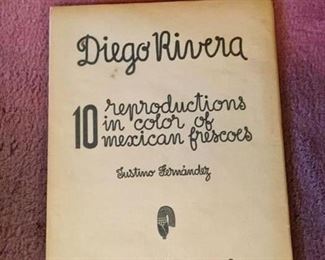 Diego Rivera
10 reproductions
in color of
mexican frescoes
Justino Fernández